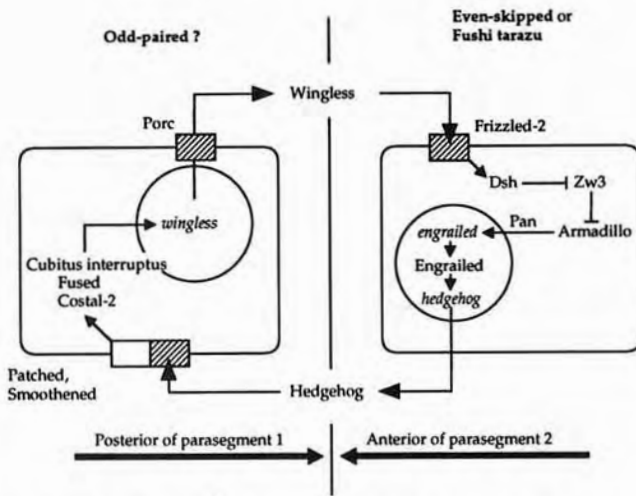 Odd-paired ?
Even-skipped or
Fushi tarazu
Wingless
Porc
Frizzled-2
Dsh
Zw3
wingless
engrailed
Pan
Armadillo
Engrailed
hedgehog
Cubitus interruptus
Fused
Costal-2
Patched,
Smoothened
Hedgehog
Posterior of parasegment 1
Anterior of parasegment 2